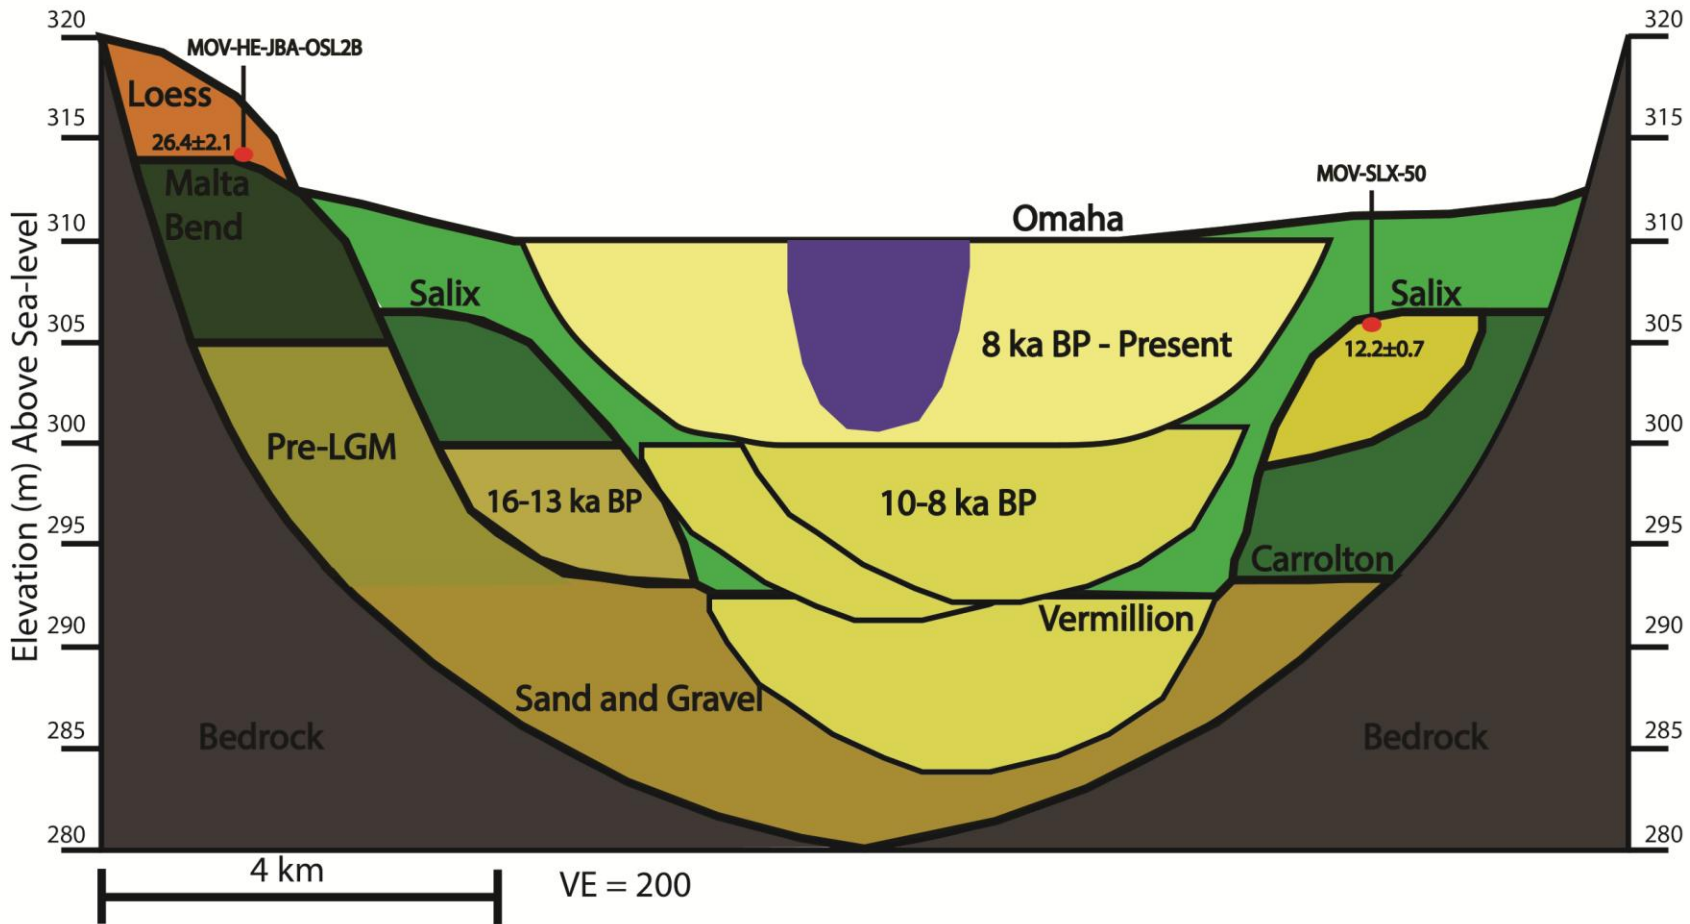 320
320
MOV-HE-JBA-OSL2B
Loess
315
315
26.4±2.1
MOV-SLX-50
Malta
Bend
Omaha
310
310
Salix
Salix
305
305
8 ka BP - Present
12.2±0.7
300
300
Pre-LGM
16-13 ka BP
10-8 ka BP
295
295
Carrolton
290
290
Vermillion
Sand and Gravel
285
285
Bedrock
Bedrock
280
280
Elevation (m) Above Sea-level
4 km
VE = 200